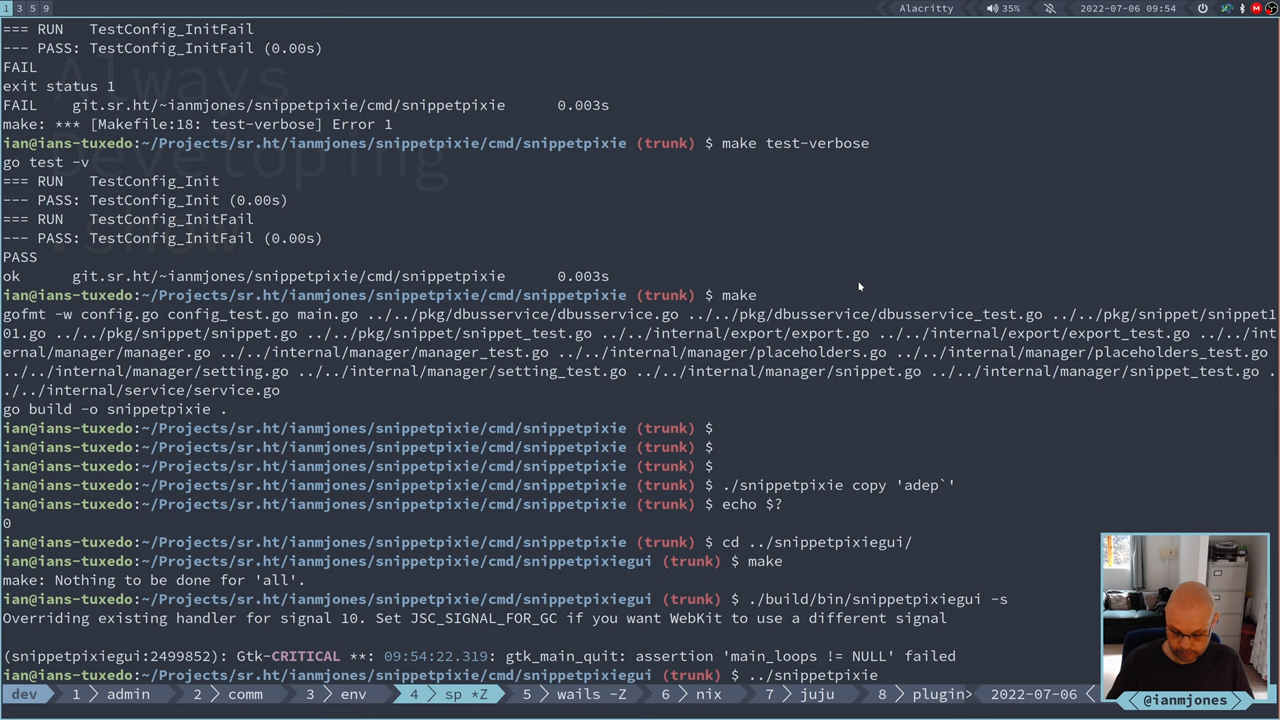 1 3 5 9 Alacritty 35% 2022-07-06 09:54
=== RUN   TestConfig_InitFail
--- PASS: TestConfig_InitFail (0.00s)
FAIL
Always
exit status 1
FAIL    git.sr.ht/~ianmjones/snippetpixie/cmd/snippetpixie      0.003s
make: *** [Makefile:18: test-verbose] Error 1
ian@ians-tuxedo:~/Projects/sr.ht/ianmjones/snippetpixie/cmd/snippetpixie (trunk) $ make test-verbose
Developing
go test -v
=== RUN   TestConfig_Init
--- PASS: TestConfig_Init (0.00s)
=== RUN   TestConfig_InitFail
--- PASS: TestConfig_InitFail (0.00s)
PASS
ok      git.sr.ht/~ianmjones/snippetpixie/cmd/snippetpixie      0.003s
ian@ians-tuxedo:~/Projects/sr.ht/ianmjones/snippetpixie/cmd/snippetpixie (trunk) $ make
gofmt -w config.go config_test.go main.go ../../pkg/dbusservice/dbusservice.go ../../pkg/dbusservice/dbusservice_test.go ../../pkg/snippet/snippet1
01.go ../../pkg/snippet/snippet.go ../../pkg/snippet/snippet_test.go ../../internal/export/export.go ../../internal/export/export_test.go ../../int
ernal/manager/manager.go ../../internal/manager/manager_test.go ../../internal/manager/placeholders.go ../../internal/manager/placeholders_test.go
../../internal/manager/setting.go ../../internal/manager/setting_test.go ../../internal/manager/snippet.go ../../internal/manager/snippet_test.go .
./../internal/service/service.go
go build -o snippetpixie .
ian@ians-tuxedo:~/Projects/sr.ht/ianmjones/snippetpixie/cmd/snippetpixie (trunk) $
ian@ians-tuxedo:~/Projects/sr.ht/ianmjones/snippetpixie/cmd/snippetpixie (trunk) $
ian@ians-tuxedo:~/Projects/sr.ht/ianmjones/snippetpixie/cmd/snippetpixie (trunk) $
ian@ians-tuxedo:~/Projects/sr.ht/ianmjones/snippetpixie/cmd/snippetpixie (trunk) $ ./snippetpixie copy 'adep`'
ian@ians-tuxedo:~/Projects/sr.ht/ianmjones/snippetpixie/cmd/snippetpixie (trunk) $ echo $?
0
ian@ians-tuxedo:~/Projects/sr.ht/ianmjones/snippetpixie/cmd/snippetpixie (trunk) $ cd ../snippetpixiegui/
ian@ians-tuxedo:~/Projects/sr.ht/ianmjones/snippetpixie/cmd/snippetpixiegui (trunk) $ make
make: Nothing to be done for 'all'.
ian@ians-tuxedo:~/Projects/sr.ht/ianmjones/snippetpixie/cmd/snippetpixiegui (trunk) $ ./build/bin/snippetpixiegui -s
Overriding existing handler for signal 10. Set JSC_SIGNAL_FOR_GC if you want WebKit to use a different signal
(snippetpixiegui:2499852): Gtk-CRITICAL **: 09:54:22.319: gtk_main_quit: assertion 'main_loops != NULL' failed
ian@ians-tuxedo:~/Projects/sr.ht/ianmjones/snippetpixie/cmd/snippetpixiegui (trunk) $ ../snippetpixie
dev 1 admin 2 comm 3 env 4 sp *Z 5 wails -Z 6 nix 7 juju 8 plugin> 2022-07-06
@ianmjones